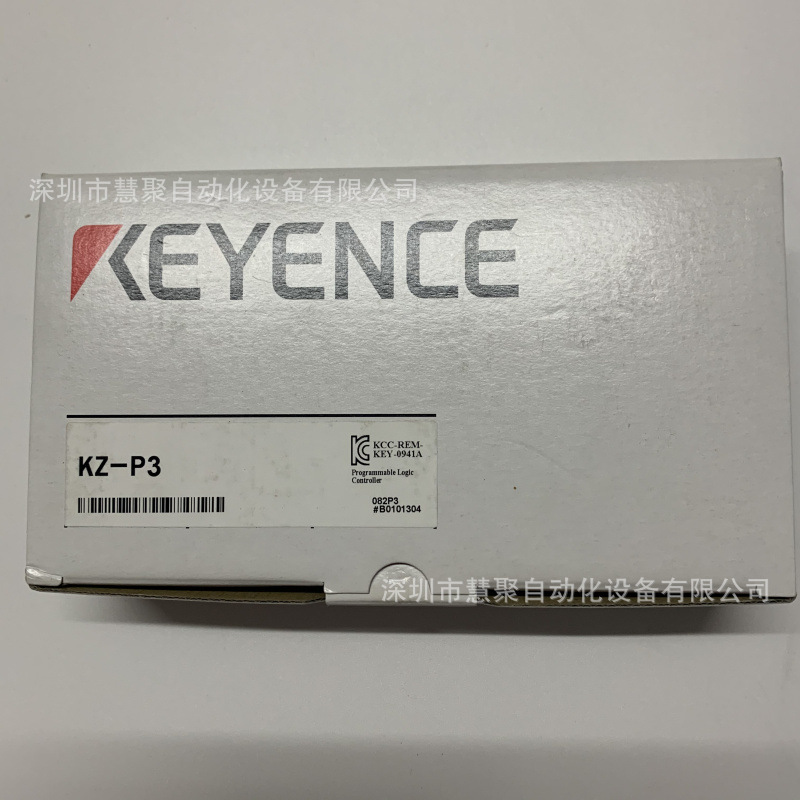 深圳市慧聚自动化设备有限公司
KEYENCE
KZ-P3
KCC-REM-
KEY-0941A
Programmable Logic
Controller
082P3
#B0101304
深圳市慧聚自动化设备有限公司